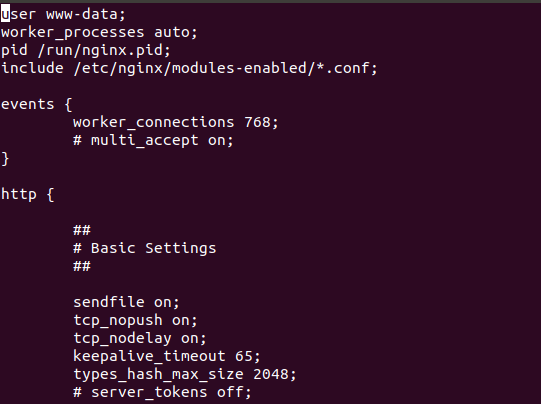 user www-data;
worker_processes auto;
pid /run/nginx.pid;
include /etc/nginx/modules-enabled/*.conf;

events {
        worker_connections 768;
        # multi_accept on;
}

http {

        ##
        # Basic Settings
        ##

        sendfile on;
        tcp_nopush on;
        tcp_nodelay on;
        keepalive_timeout 65;
        types_hash_max_size 2048;
        # server_tokens off;